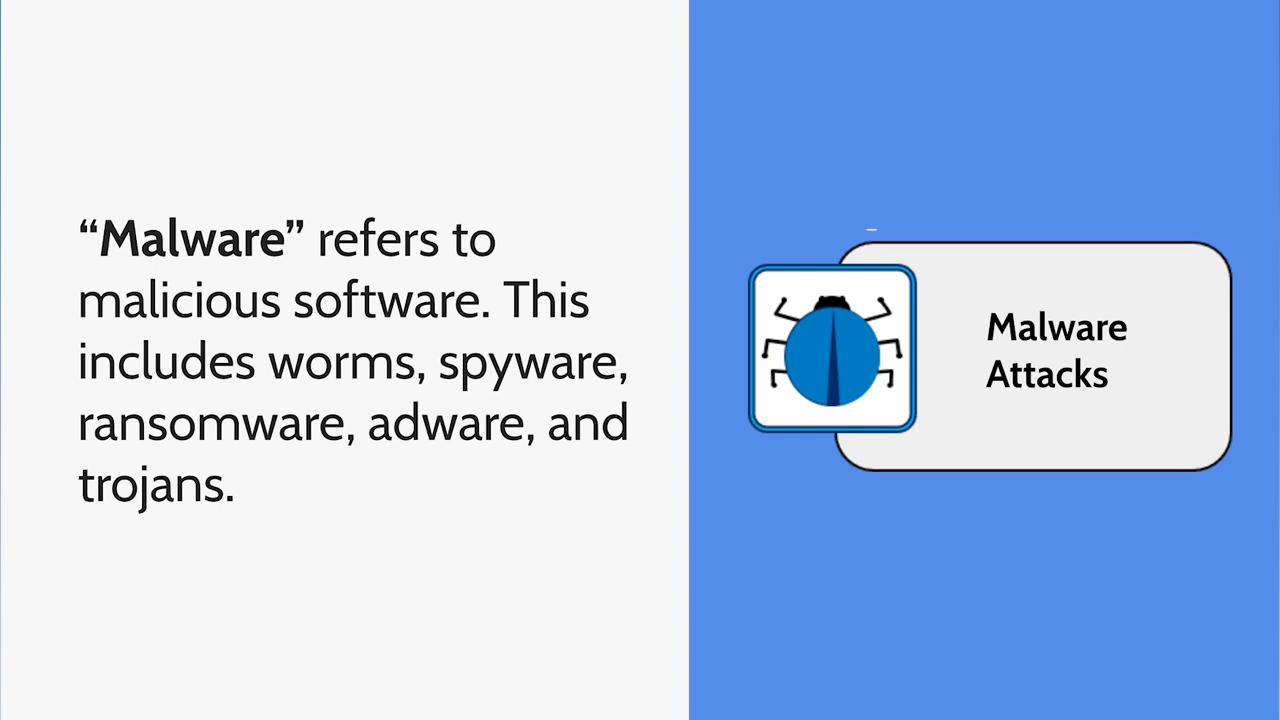 “Malware” refers to
malicious software. This
includes worms, spyware,
ransomware, adware, and
trojans.
Malware
Attacks